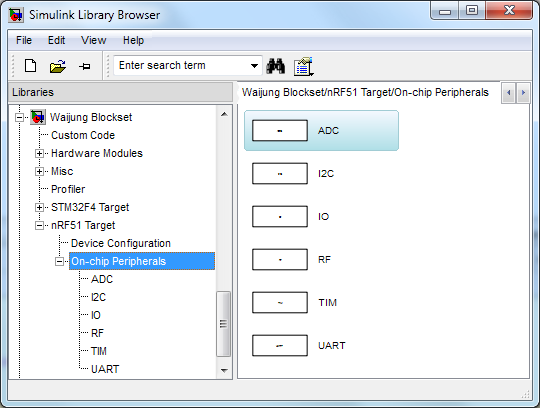 Simulink Library Browser
File Edit View Help
Enter search term
Libraries
Waijung Blockset/nRF51 Target/On-chip Peripherals
Waijung Blockset
Custom Code
Hardware Modules
Misc
Profiler
STM32F4 Target
nRF51 Target
Device Configuration
On-chip Peripherals
ADC
I2C
IO
RF
TIM
UART
ADC
I2C
IO
RF
TIM
UART